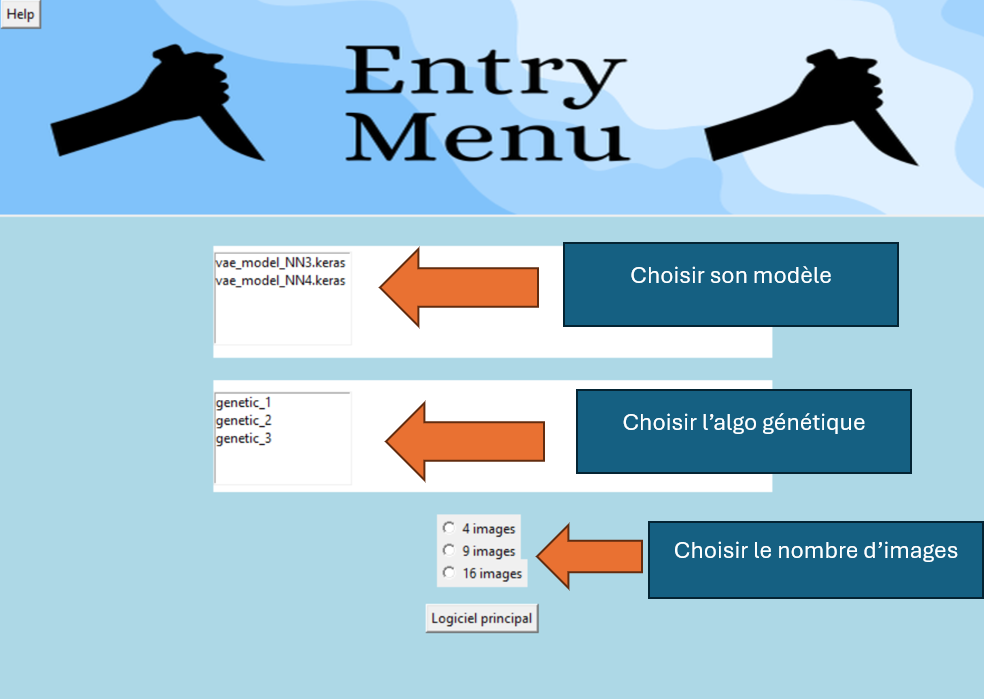 Help
Entry
Menu
vae_model_NN3.keras
vae_model_NN4.keras
Choisir son modèle
genetic_1
genetic_2
genetic_3
Choisir l’algo génétique
4 images
9 images
16 images
Choisir le nombre d’images
Logiciel principal